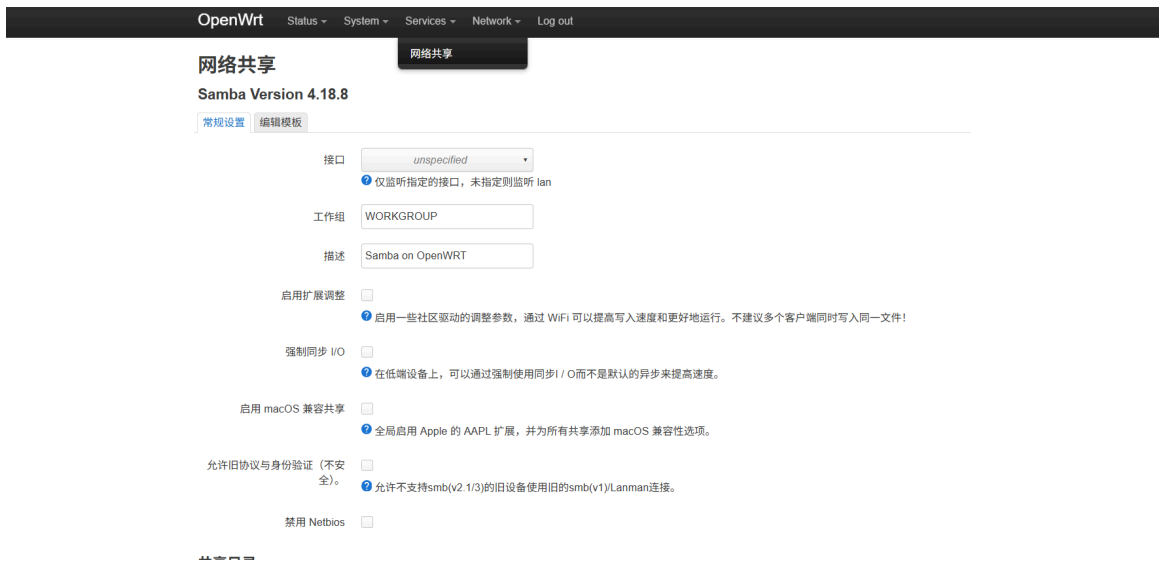 OpenWrt Status System Services Network Log out
网络共享
网络共享
Samba Version 4.18.8
常规设置 编辑模板
接口 unspecified
仅监听指定的接口，未指定则监听 lan
工作组 WORKGROUP
描述 Samba on OpenWRT
启用扩展调整
启用一些社区驱动的调整参数，通过 WiFi 可以提高写入速度和更好地运行。不建议多个客户端同时写入同一文件！
强制同步 I/O
在低端设备上，可以通过强制使用同步I / O而不是默认的异步来提高速度。
启用 macOS 兼容共享
全局启用 Apple 的 AAPL 扩展，并为所有共享添加 macOS 兼容性选项。
允许旧协议与身份验证（不安
全）。
允许不支持smb(v2.1/3)的旧设备使用旧的smb(v1)/Lanman连接。
禁用 Netbios